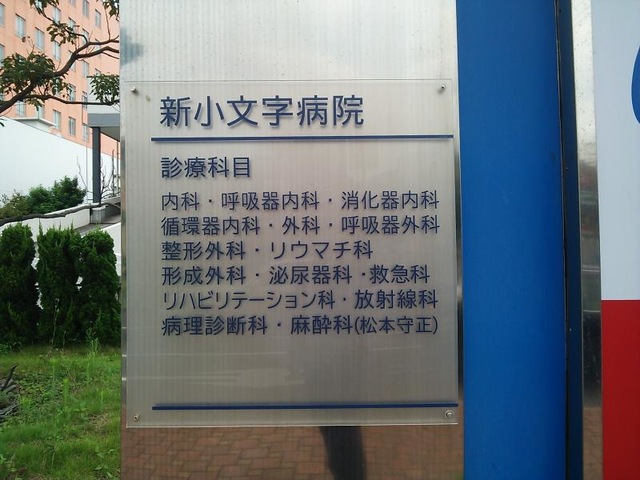 新小文字病院
診療科目
内科・呼吸器内科・消化器内科
循環器内科・外科・呼吸器外科
整形外科・リウマチ科
形成外科・泌尿器科・救急科
リハビリテーション科・放射線科
病理診断科・麻酔科(松本守正)